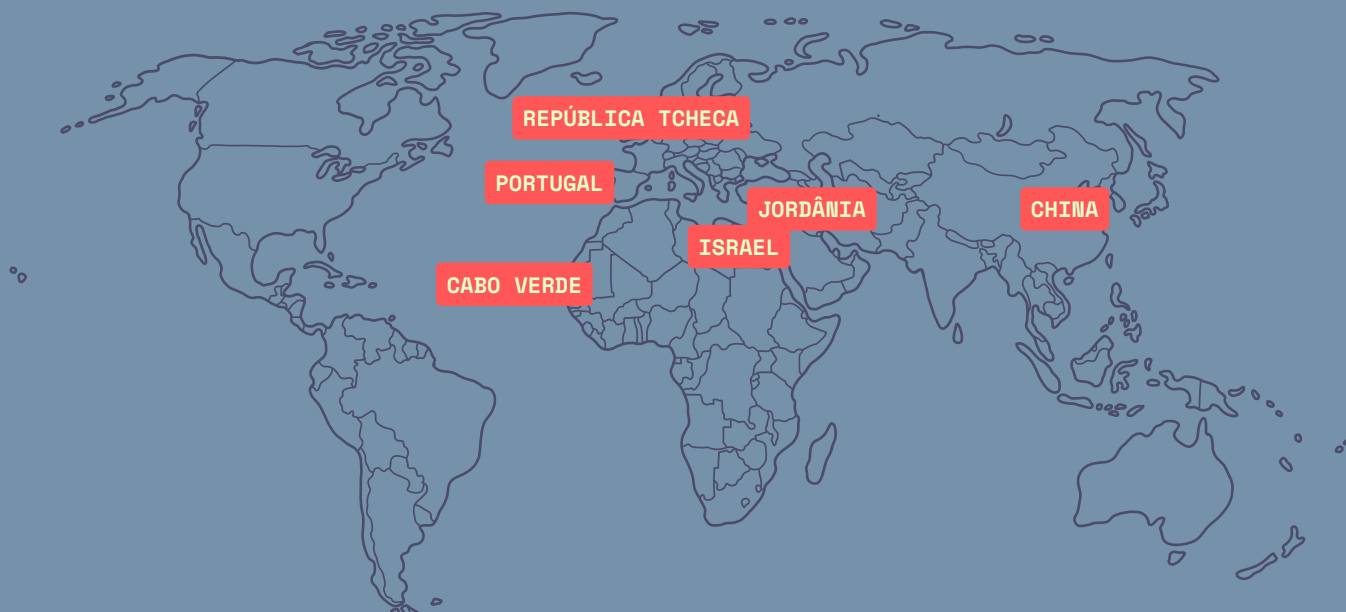 REPÚBLICA TCHECA
PORTUGAL
JORDÂNIA
CHINA
ISRAEL
CABO VERDE